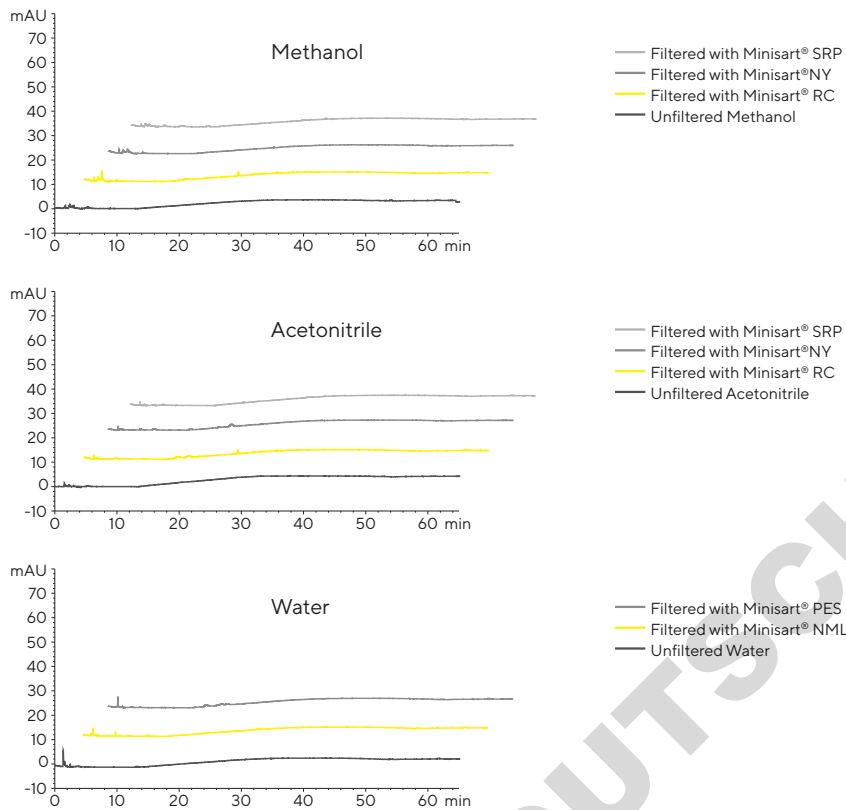 mAU
70
60
50
40
30
20
10
0
-10
0 10 20 30 40 50 60 min
Methanol
Filtered with Minisart® SRP
Filtered with Minisart®NY
Filtered with Minisart® RC
Unfiltered Methanol
mAU
70
60
50
40
30
20
10
0
-10
0 10 20 30 40 50 60 min
Acetonitrile
Filtered with Minisart® SRP
Filtered with Minisart®NY
Filtered with Minisart® RC
Unfiltered Acetonitrile
mAU
70
60
50
40
30
20
10
0
-10
0 10 20 30 40 50 60 min
Water
Filtered with Minisart® PES
Filtered with Minisart® NML
Unfiltered Water
OUTSCH